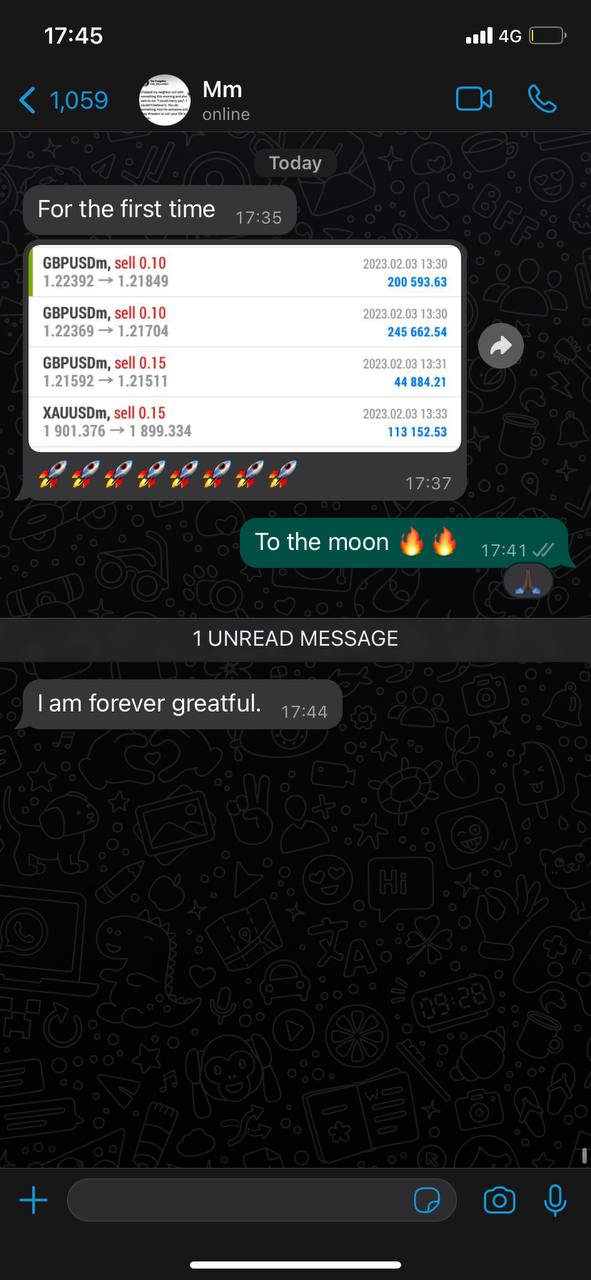 17:45
4G
1,059
Mm
online
Today
For the first time 17:35
GBPUSDm, sell 0.10 2023.02.03 13:30
1.22392 → 1.21849 200 593.63
GBPUSDm, sell 0.10 2023.02.03 13:30
1.22369 → 1.21704 245 662.54
GBPUSDm, sell 0.15 2023.02.03 13:31
1.21592 → 1.21511 44 884.21
XAUUSDm, sell 0.15 2023.02.03 13:33
1 901.376 → 1 899.334 113 152.53
🚀🚀🚀🚀🚀🚀🚀🚀 17:37
To the moon 🔥🔥 17:41
1 UNREAD MESSAGE
I am forever greatful. 17:44